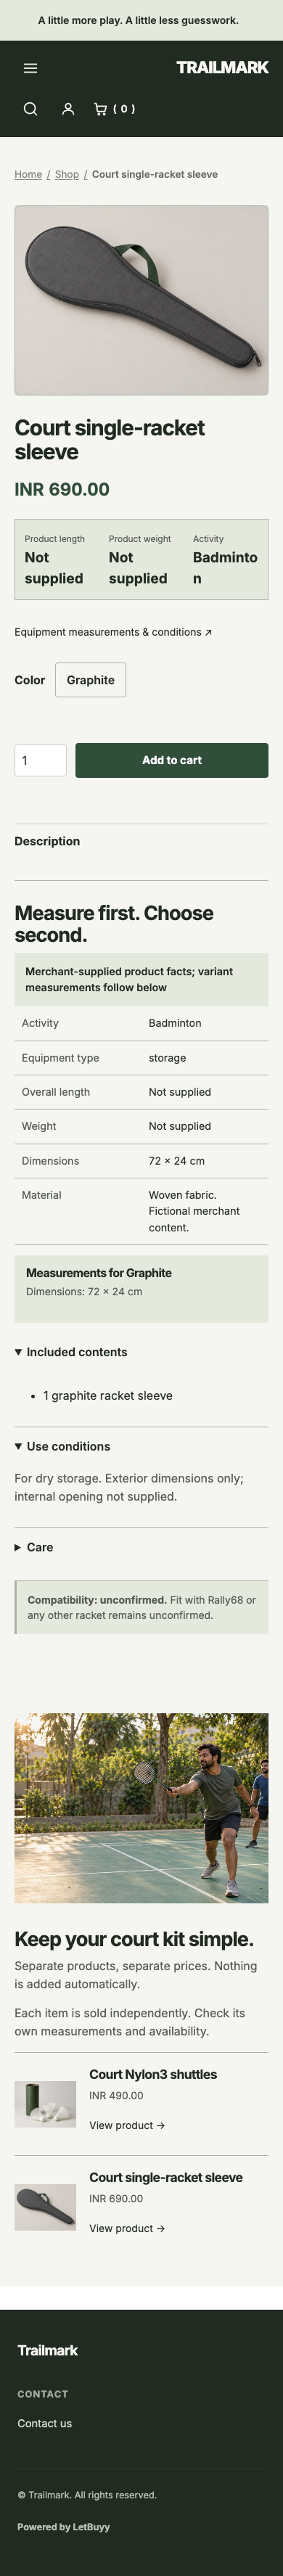 A little more play. A little less guesswork.
TRAILMARK
( 0 )
Home / Shop / Court single-racket sleeve
Court single-racket
sleeve
INR 690.00
Product length
Product weight
Activity
Not
supplied
Not
supplied
Badminto
n
Equipment measurements & conditions ↗
Color
Graphite
1
Add to cart
Description
Measure first. Choose
second.
Merchant-supplied product facts; variant
measurements follow below
Activity Badminton
Equipment type storage
Overall length Not supplied
Weight Not supplied
Dimensions 72 × 24 cm
Material Woven fabric.
Fictional merchant
content.
Measurements for Graphite
Dimensions: 72 × 24 cm
▼ Included contents
• 1 graphite racket sleeve
▼ Use conditions
For dry storage. Exterior dimensions only;
internal opening not supplied.
▶ Care
Compatibility: unconfirmed. Fit with Rally68 or
any other racket remains unconfirmed.
Keep your court kit simple.
Separate products, separate prices. Nothing
is added automatically.
Each item is sold independently. Check its
own measurements and availability.
Court Nylon3 shuttles
INR 490.00
View product →
Court single-racket sleeve
INR 690.00
View product →
Trailmark
CONTACT
Contact us
© Trailmark. All rights reserved.
Powered by LetBuyy